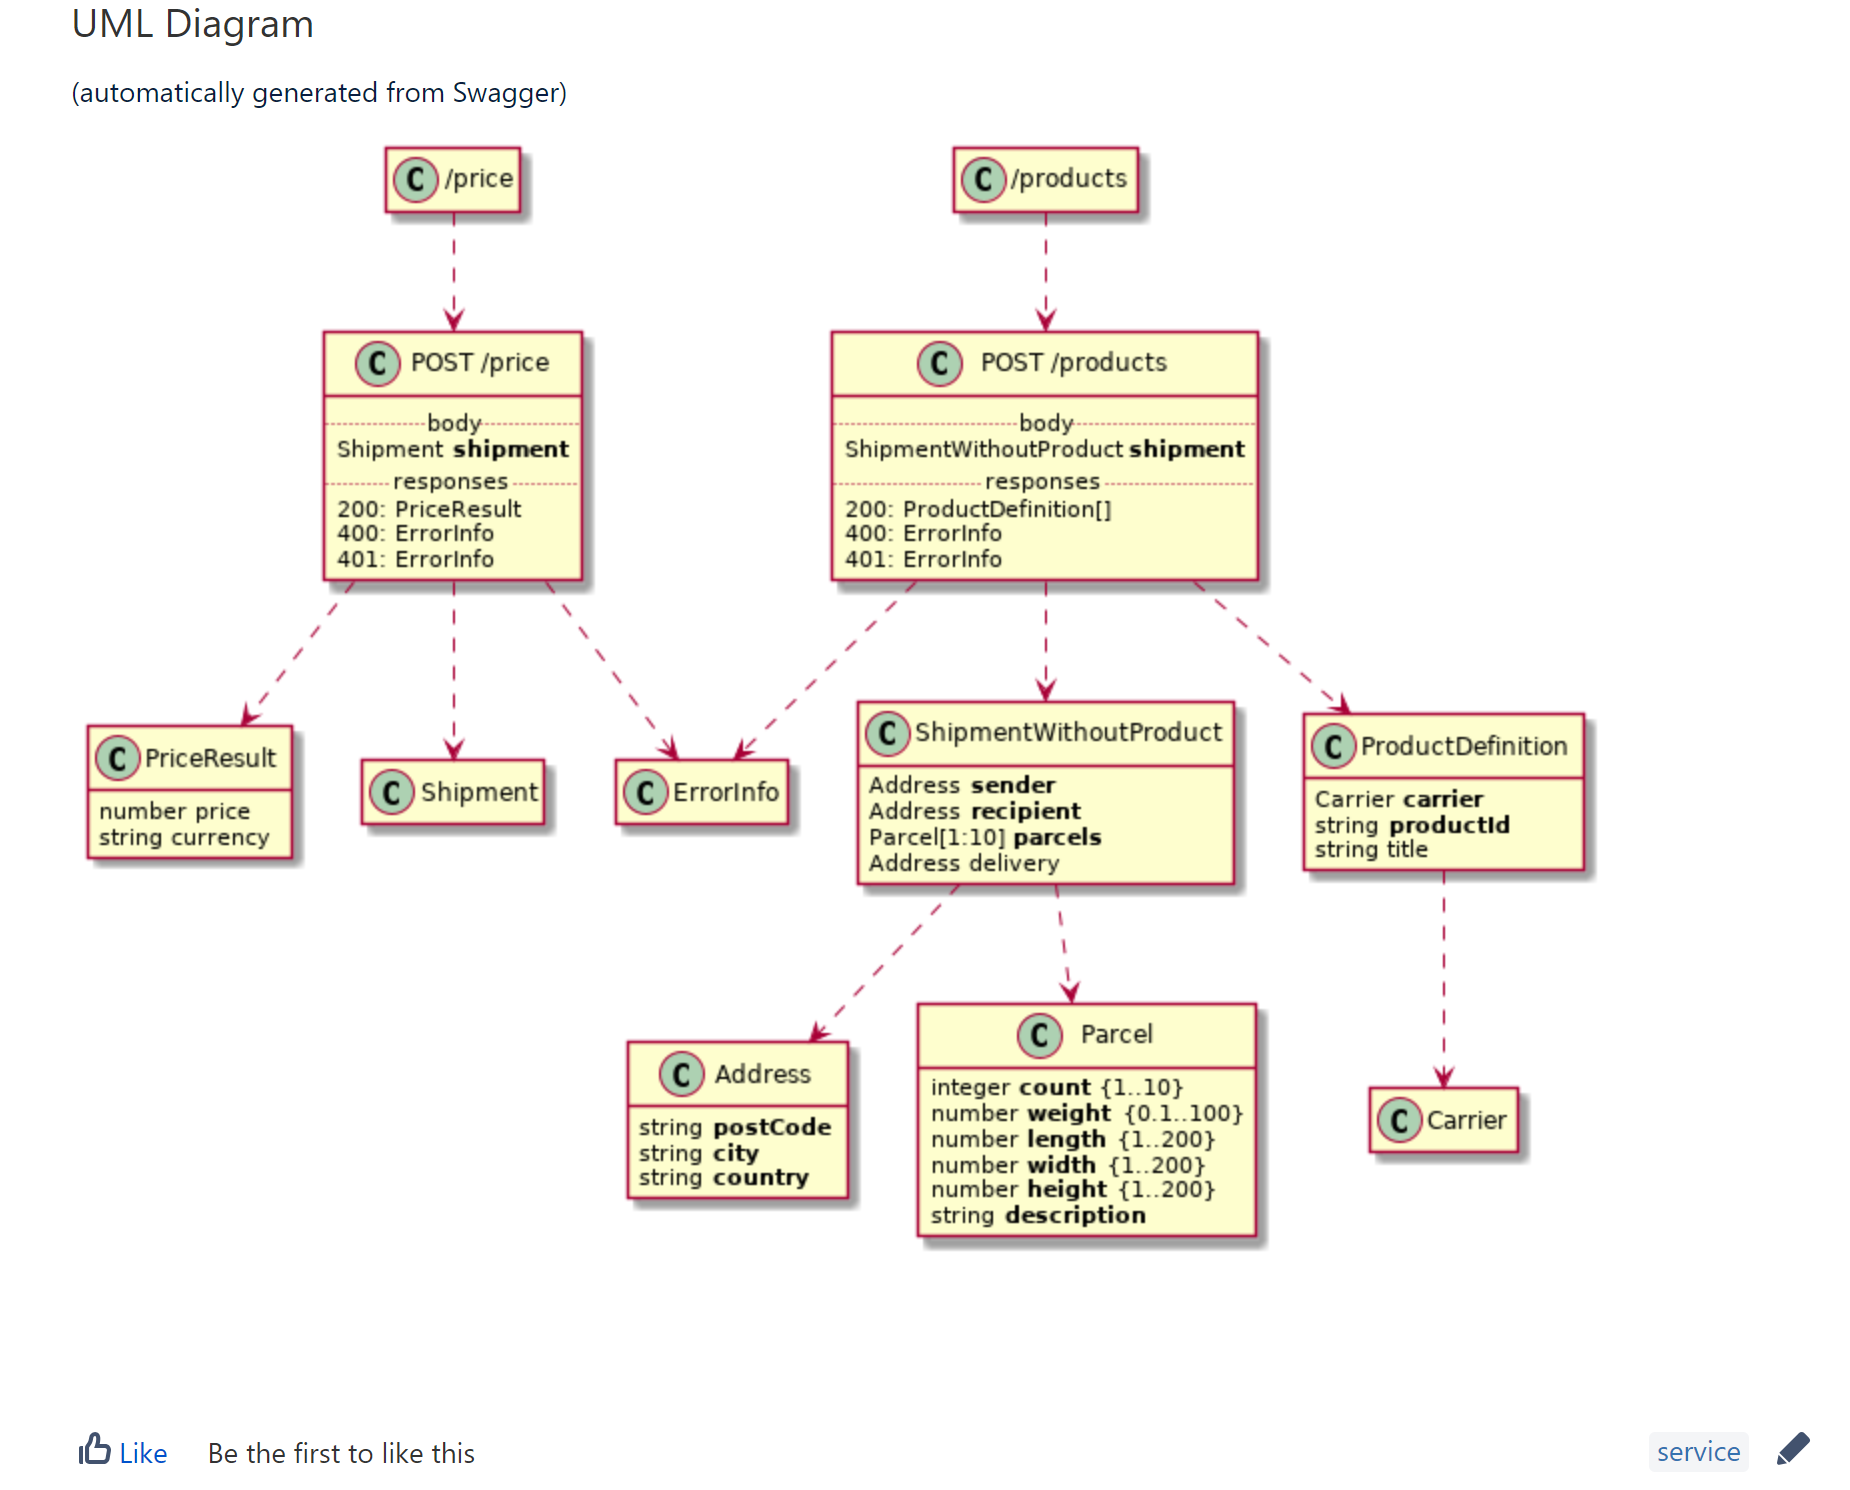 UML Diagram
(automatically generated from Swagger)
C /price
C /products
C POST /price
body
Shipment shipment
responses
200: PriceResult
400: ErrorInfo
401: ErrorInfo
C POST /products
body
ShipmentWithoutProduct shipment
responses
200: ProductDefinition[]
400: ErrorInfo
401: ErrorInfo
C PriceResult
number price
string currency
C Shipment
C ErrorInfo
C ShipmentWithoutProduct
Address sender
Address recipient
Parcel[1:10] parcels
Address delivery
C ProductDefinition
Carrier carrier
string productId
string title
C Address
string postCode
string city
string country
C Parcel
integer count {1..10}
number weight {0.1..100}
number length {1..200}
number width {1..200}
number height {1..200}
string description
C Carrier
Like
Be the first to like this
service